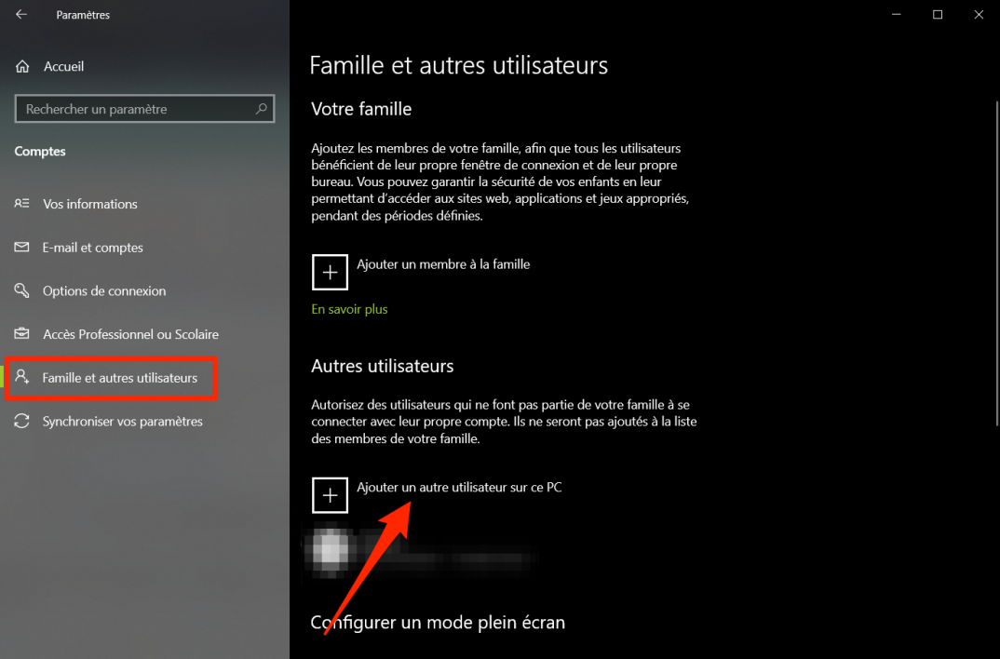 Paramètres
Accueil
Rechercher un paramètre
Comptes
Vos informations
E-mail et comptes
Options de connexion
Accès Professionnel ou Scolaire
Famille et autres utilisateurs
Synchroniser vos paramètres
Famille et autres utilisateurs
Votre famille
Ajoutez les membres de votre famille, afin que tous les utilisateurs
bénéficient de leur propre fenêtre de connexion et de leur propre
bureau. Vous pouvez garantir la sécurité de vos enfants en leur
permettant d'accéder aux sites web, applications et jeux appropriés,
pendant des périodes définies.
Ajouter un membre à la famille
En savoir plus
Autres utilisateurs
Autorisez des utilisateurs qui ne font pas partie de votre famille à se
connecter avec leur propre compte. Ils ne seront pas ajoutés à la liste
des membres de votre famille.
Ajouter un autre utilisateur sur ce PC
Configurer un mode plein écran